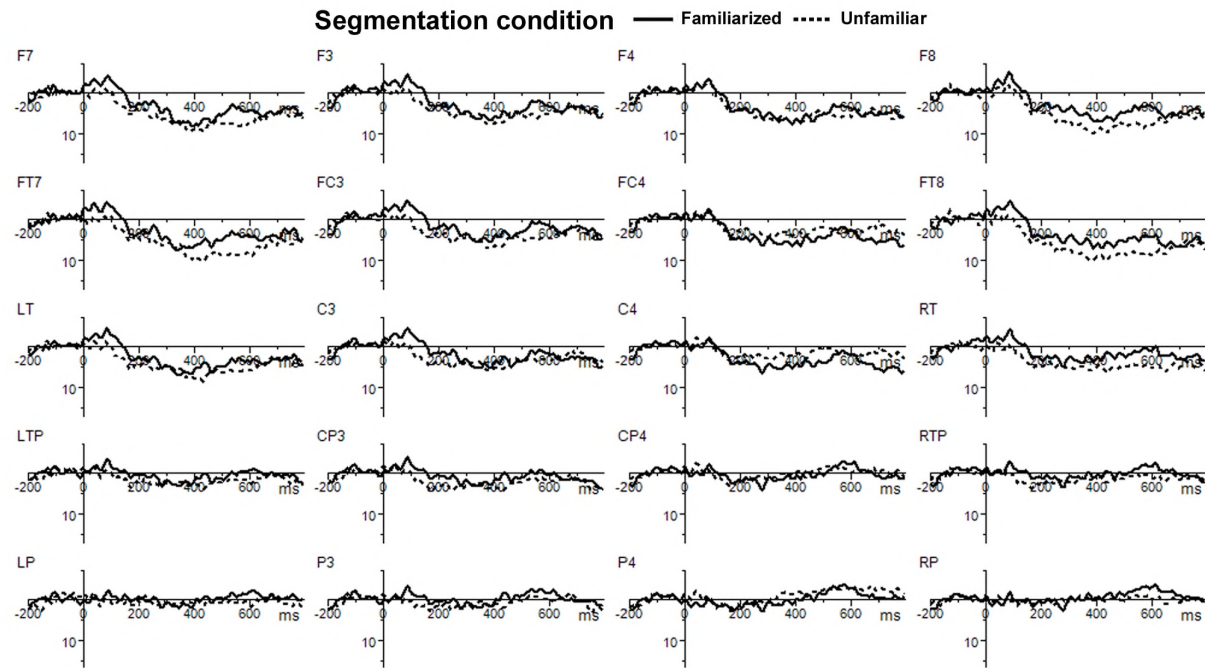 Segmentation condition Familiarized Unfamiliar
F7 F3 F4 F8
-200 0 200 400 600 ms -200 0 200 400 600 ms -200 0 200 400 600 ms -200 0 200 400 600 ms
10 10 10 10
FT7 FC3 FC4 FT8
-200 0 200 400 600 ms -200 0 200 400 600 ms -200 0 200 400 600 ms -200 0 200 400 600 ms
10 10 10 10
LT C3 C4 RT
-200 0 200 400 600 ms -200 0 200 400 600 ms -200 0 200 400 600 ms -200 0 200 400 600 ms
10 10 10 10
LTP CP3 CP4 RTP
-200 0 200 400 600 ms -200 0 200 400 600 ms -200 0 200 400 600 ms -200 0 200 400 600 ms
10 10 10 10
LP P3 P4 RP
-200 0 200 400 600 ms -200 0 200 400 600 ms -200 0 200 400 600 ms -200 0 200 400 600 ms
10 10 10 10